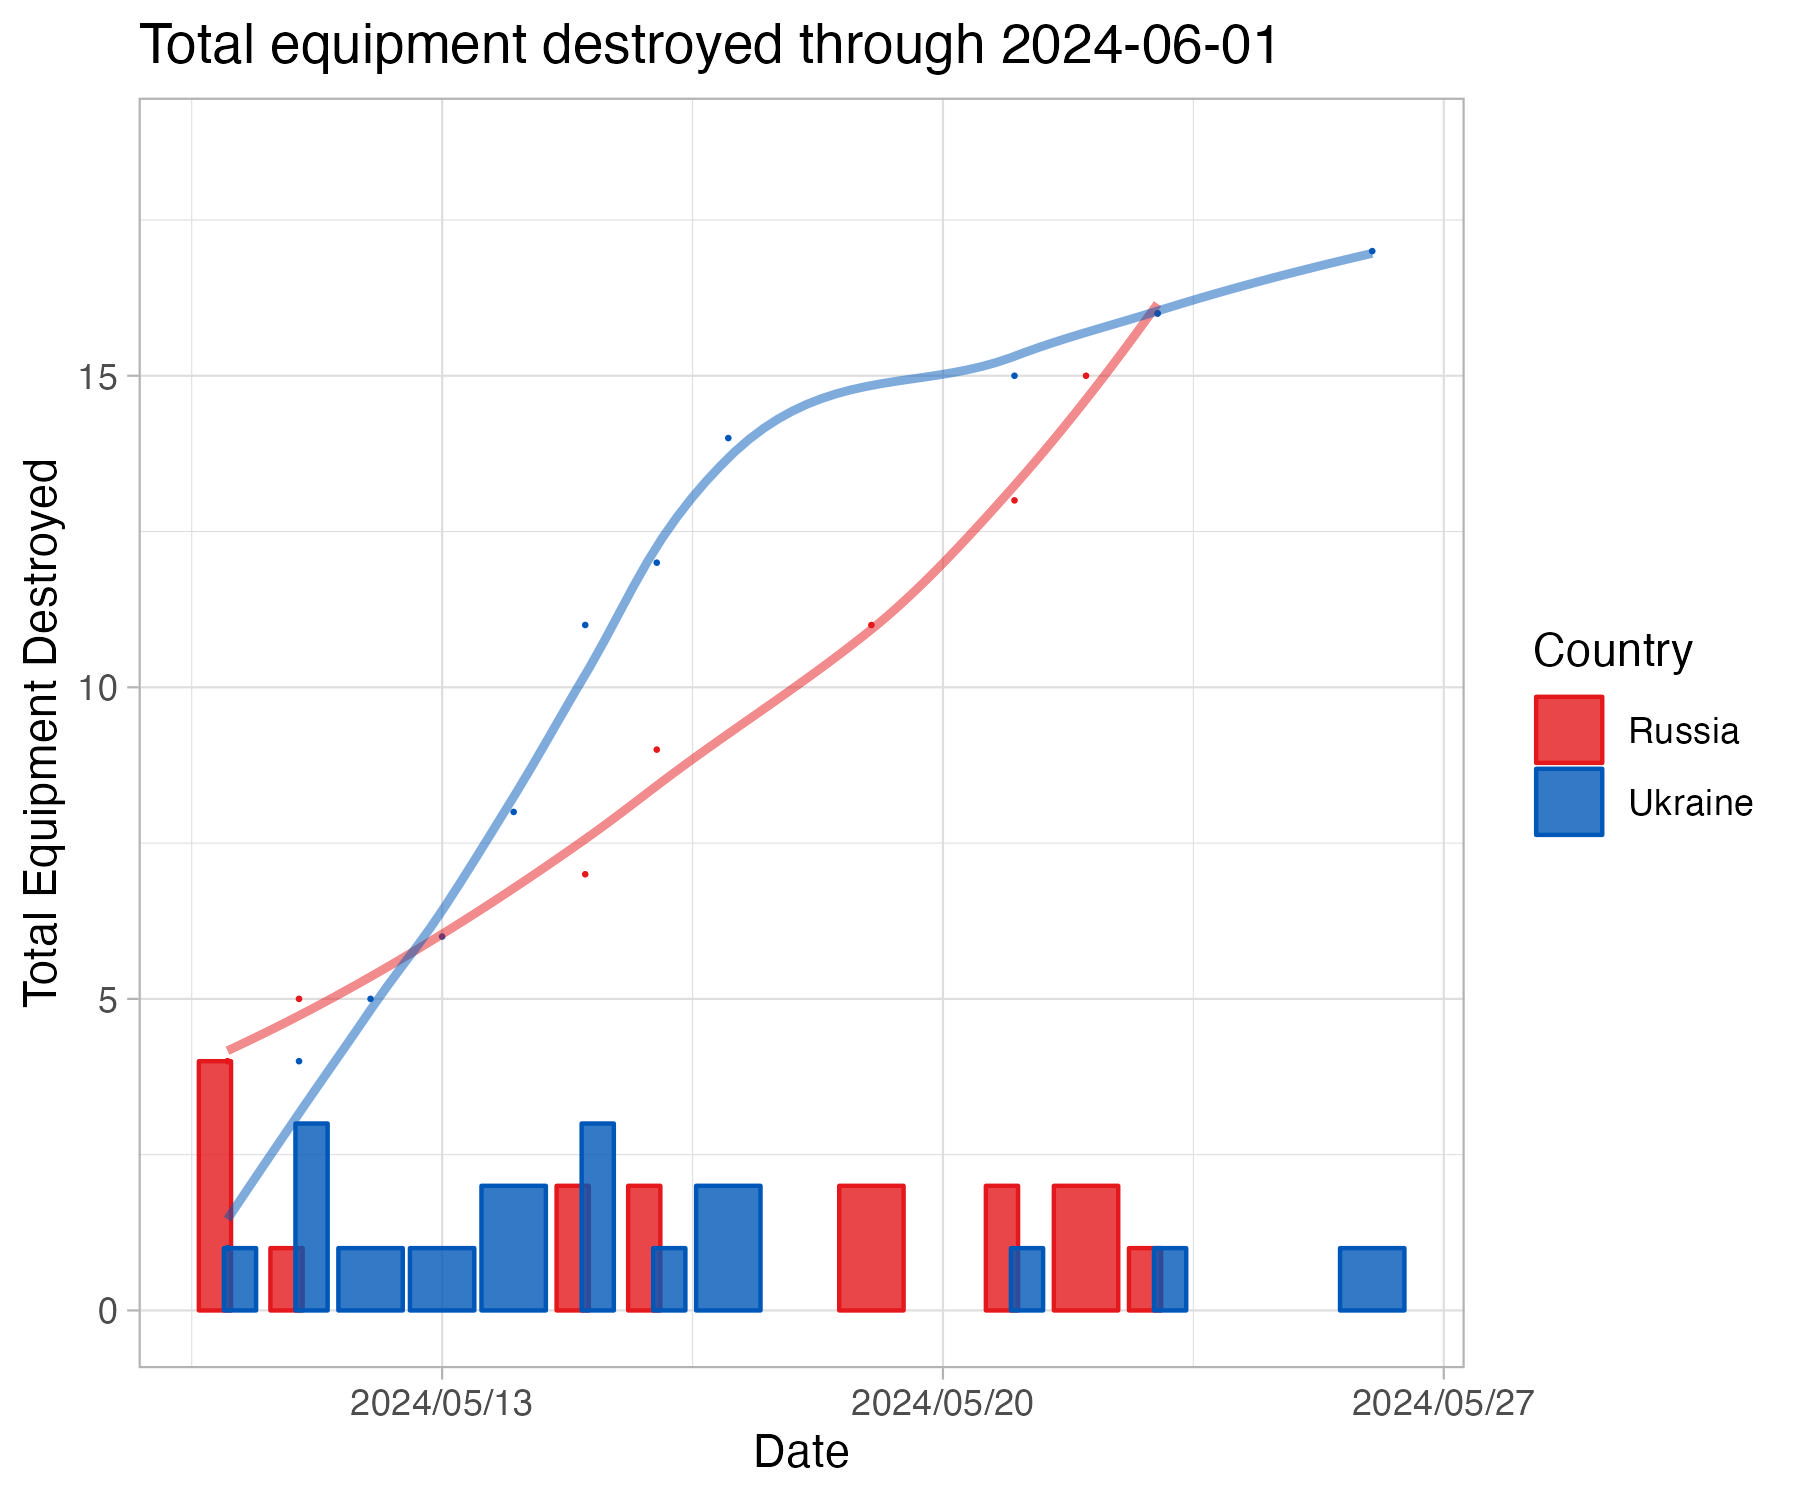 Total equipment destroyed through 2024-06-01
Total Equipment Destroyed
15
10
5
0
2024/05/13
2024/05/20
2024/05/27
Date
Country
Russia
Ukraine